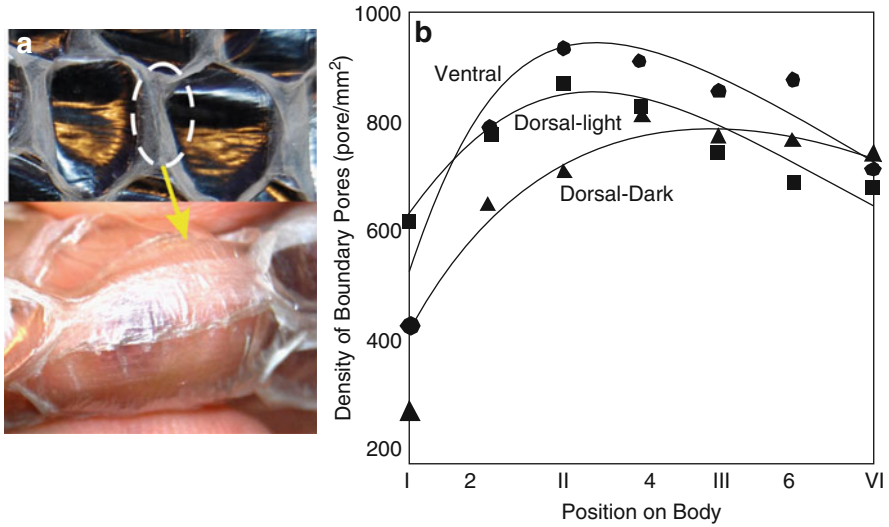 a
b
Density of Boundary Pores (pore/mm²)
1000
800
600
400
200
Ventral
Dorsal-light
Dorsal-Dark
I 2 II 4 III 6 VI
Position on Body